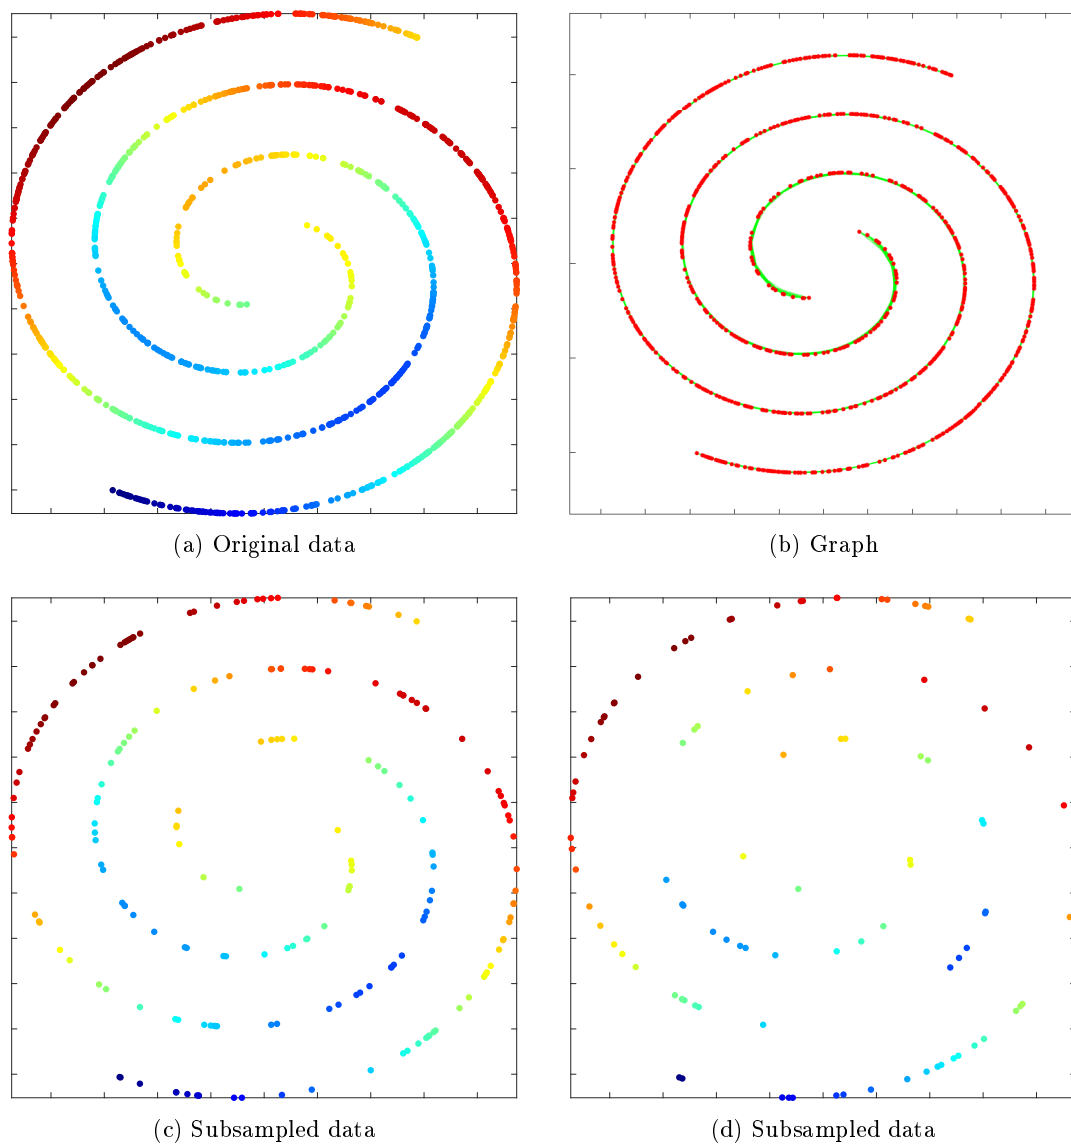 (a) Original data
(b) Graph
(c) Subsampled data
(d) Subsampled data